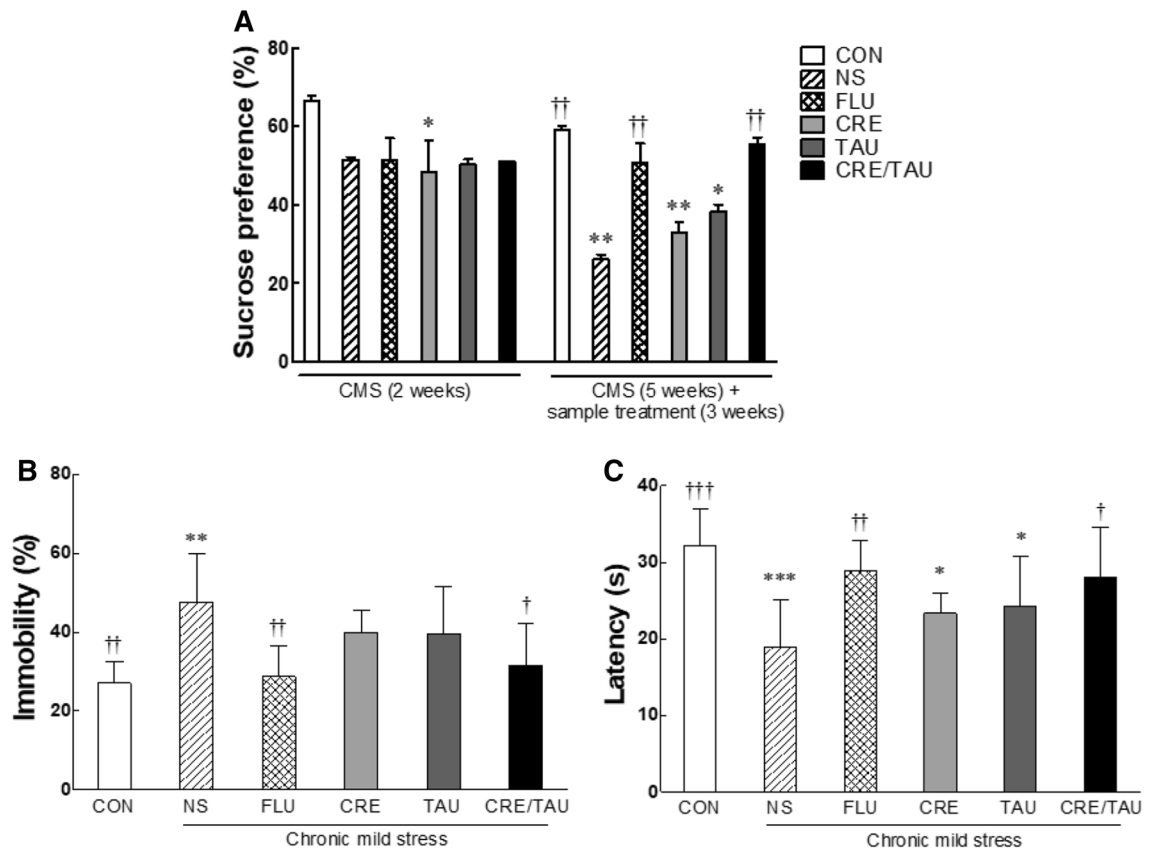 A
Sucrose preference (%)
80
60
40
20
0
*
††
**
††
**
*
††
CMS (2 weeks)
CMS (5 weeks) +
sample treatment (3 weeks)
CON
NS
FLU
CRE
TAU
CRE/TAU
B
Immobility (%)
80
60
40
20
0
††
**
††
†
CON NS FLU CRE TAU CRE/TAU
Chronic mild stress
C
Latency (s)
40
30
20
10
0
†††
***
††
*
*
†
CON NS FLU CRE TAU CRE/TAU
Chronic mild stress